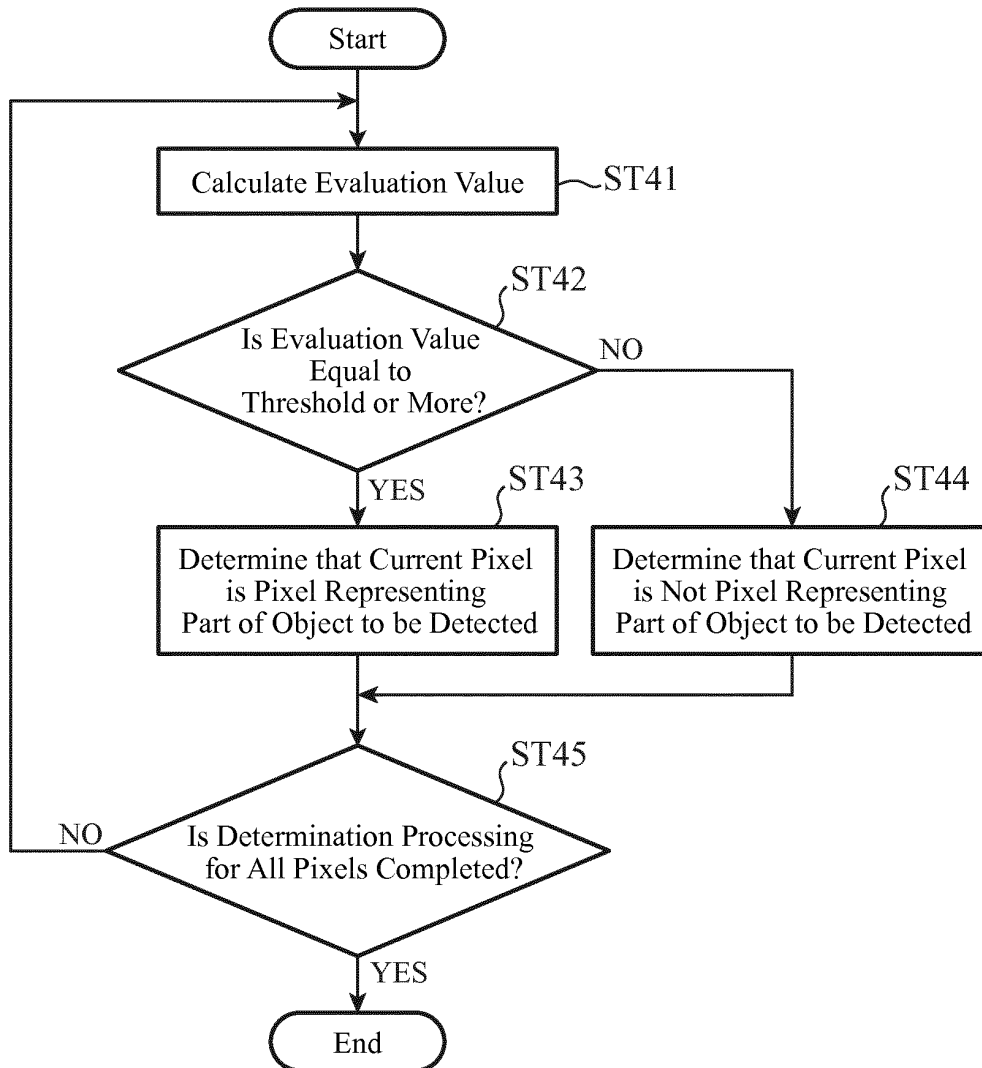 Start
Calculate Evaluation Value
ST41
ST42
Is Evaluation Value
Equal to
Threshold or More?
NO
YES
ST43
ST44
Determine that Current Pixel
is Pixel Representing
Part of Object to be Detected
Determine that Current Pixel
is Not Pixel Representing
Part of Object to be Detected
ST45
NO
Is Determination Processing
for All Pixels Completed?
YES
End